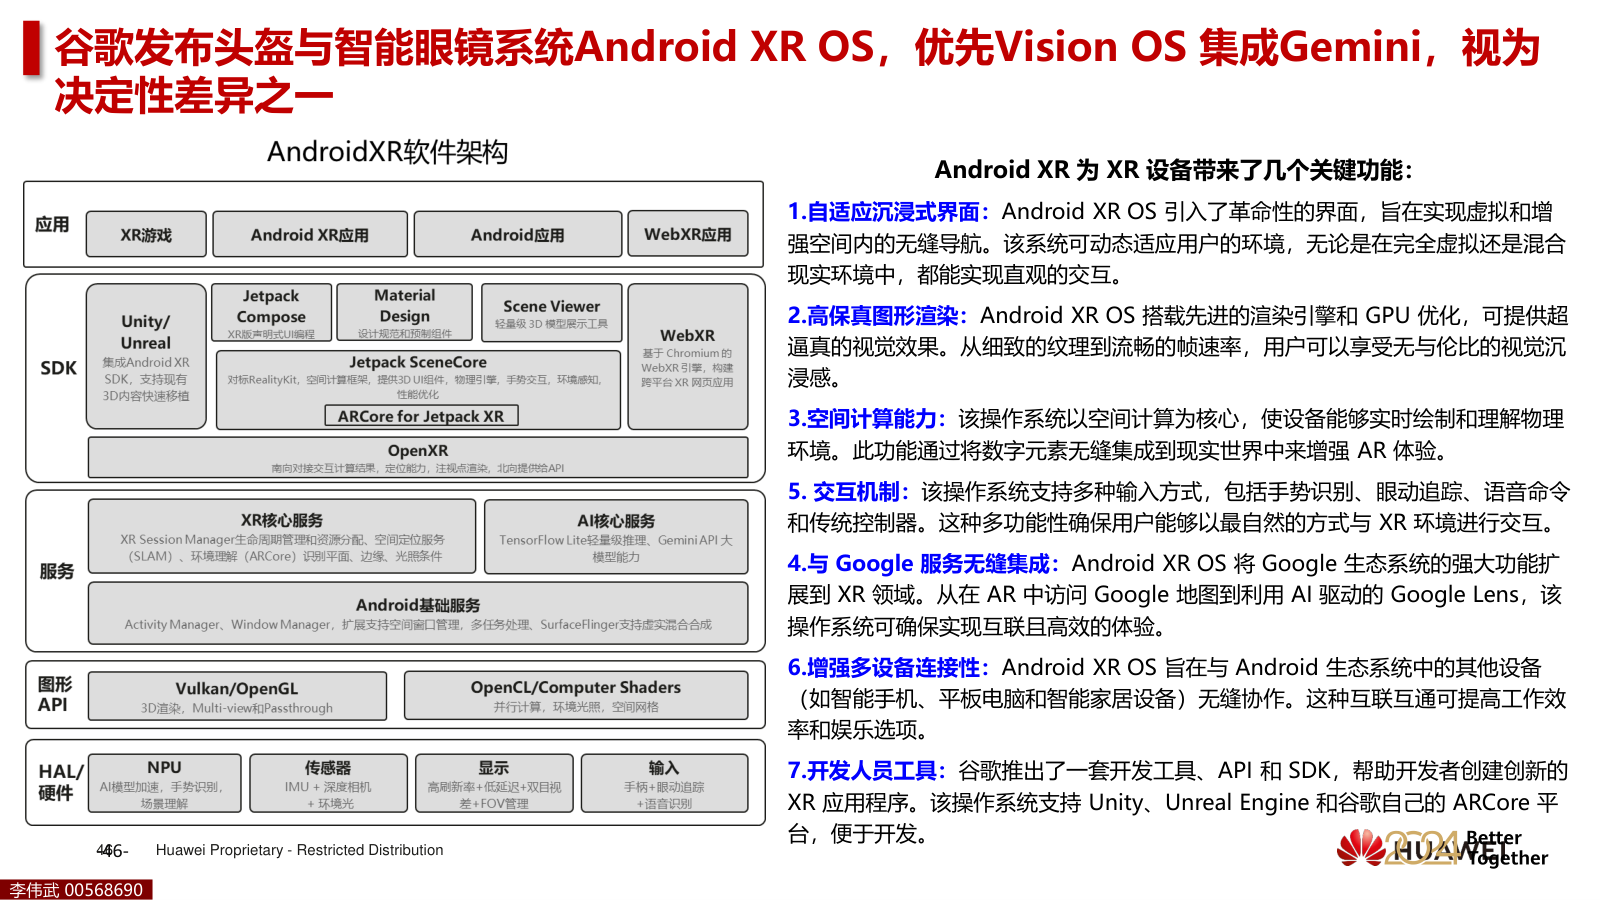 谷歌发布头盔与智能眼镜系统Android XR OS，优先Vision OS 集成Gemini，视为
决定性差异之一
AndroidXR软件架构
应用
XR游戏
Android XR应用
Android应用
WebXR应用
SDK
Unity/
Unreal
集成Android XR
SDK，支持现有
3D内容快速移植
Jetpack
Compose
XR版声明式UI编程
Material
Design
设计规范和预制组件
Scene Viewer
轻量级 3D 模型展示工具
Jetpack SceneCore
对标RealityKit，空间计算框架，提供3D UI组件，物理引擎，手势交互，环境感知，
性能优化
ARCore for Jetpack XR
WebXR
基于 Chromium 的
WebXR 引擎，构建
跨平台 XR 网页应用
OpenXR
南向对接交互计算结果，定位能力，注视点渲染，北向提供给API
服务
XR核心服务
XR Session Manager生命周期管理和资源分配、空间定位服务
（SLAM）、环境理解（ARCore）识别平面、边缘、光照条件
AI核心服务
TensorFlow Lite轻量级推理、Gemini API 大
模型能力
Android基础服务
Activity Manager、Window Manager，扩展支持空间窗口管理，多任务处理、SurfaceFlinger支持虚实混合合成
图形
API
Vulkan/OpenGL
3D渲染，Multi-view和Passthrough
OpenCL/Computer Shaders
并行计算，环境光照，空间网格
HAL/
硬件
NPU
AI模型加速，手势识别，
场景理解
传感器
IMU + 深度相机
+ 环境光
显示
高刷新率+低延迟+双目视
差+FOV管理
输入
手柄+眼动追踪
+语音识别
Android XR 为 XR 设备带来了几个关键功能：
1.自适应沉浸式界面：Android XR OS 引入了革命性的界面，旨在实现虚拟和增
强空间内的无缝导航。该系统可动态适应用户的环境，无论是在完全虚拟还是混合
现实环境中，都能实现直观的交互。
2.高保真图形渲染：Android XR OS 搭载先进的渲染引擎和 GPU 优化，可提供超
逼真的视觉效果。从细致的纹理到流畅的帧速率，用户可以享受无与伦比的视觉沉
浸感。
3.空间计算能力：该操作系统以空间计算为核心，使设备能够实时绘制和理解物理
环境。此功能通过将数字元素无缝集成到现实世界中来增强 AR 体验。
5. 交互机制：该操作系统支持多种输入方式，包括手势识别、眼动追踪、语音命令
和传统控制器。这种多功能性确保用户能够以最自然的方式与 XR 环境进行交互。
4.与 Google 服务无缝集成：Android XR OS 将 Google 生态系统的强大功能扩
展到 XR 领域。从在 AR 中访问 Google 地图到利用 AI 驱动的 Google Lens，该
操作系统可确保实现互联且高效的体验。
6.增强多设备连接性：Android XR OS 旨在与 Android 生态系统中的其他设备
（如智能手机、平板电脑和智能家居设备）无缝协作。这种互联互通可提高工作效
率和娱乐选项。
7.开发人员工具：谷歌推出了一套开发工具、API 和 SDK，帮助开发者创建创新的
XR 应用程序。该操作系统支持 Unity、Unreal Engine 和谷歌自己的 ARCore 平
台，便于开发。
46-
Huawei Proprietary - Restricted Distribution
HUAWEI
2024
Better
Together
李伟武 00568690